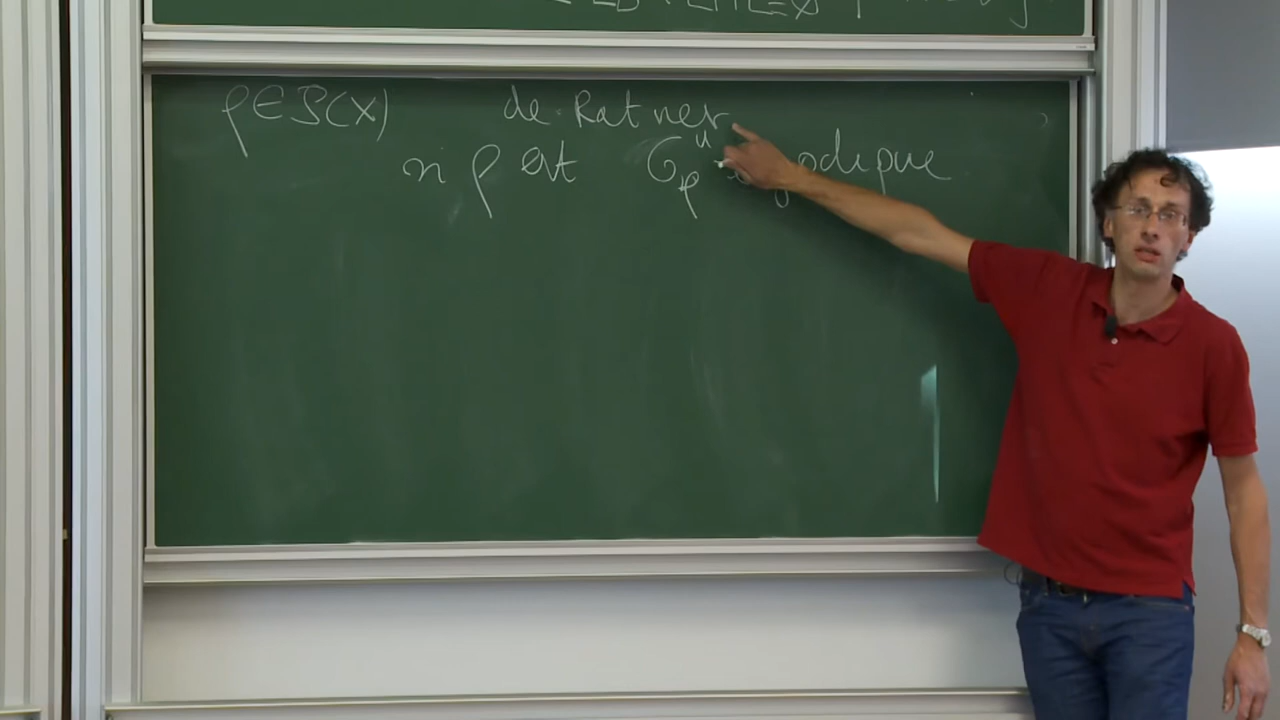 ρ ∈ P(X) de Ratner
si ρ est G_ρ^u ergodique